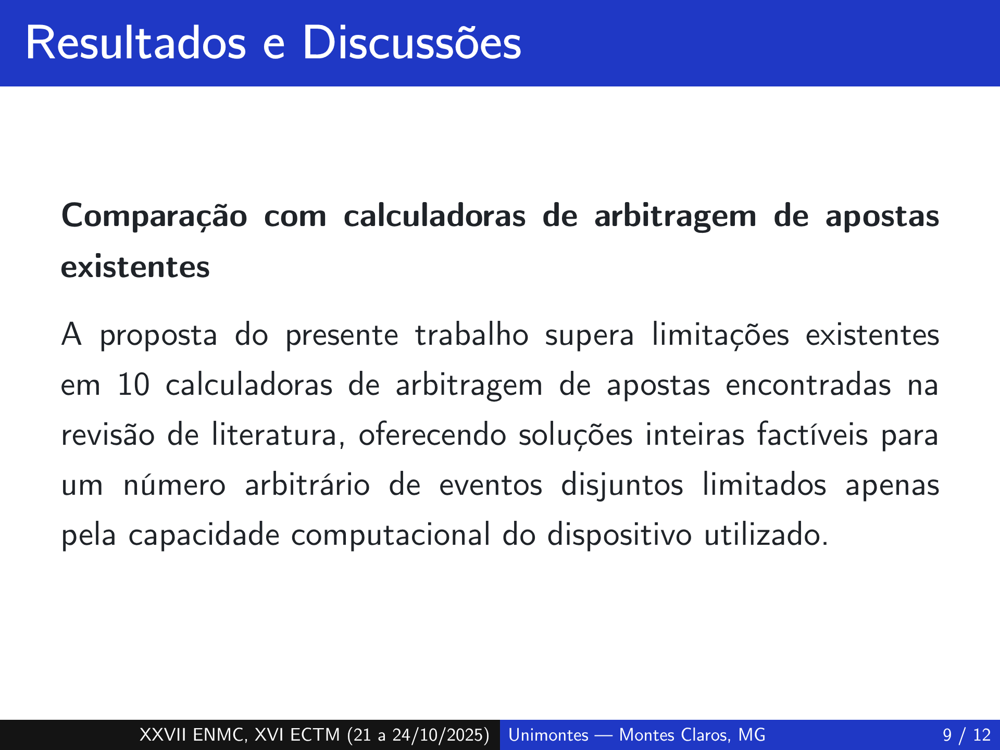 Resultados e Discussões
Comparação com calculadoras de arbitragem de apostas
existentes
A proposta do presente trabalho supera limitações existentes
em 10 calculadoras de arbitragem de apostas encontradas na
revisão de literatura, oferecendo soluções inteiras factíveis para
um número arbitrário de eventos disjuntos limitados apenas
pela capacidade computacional do dispositivo utilizado.
XXVII ENMC, XVI ECTM (21 a 24/10/2025)
Unimontes — Montes Claros, MG
9 / 12